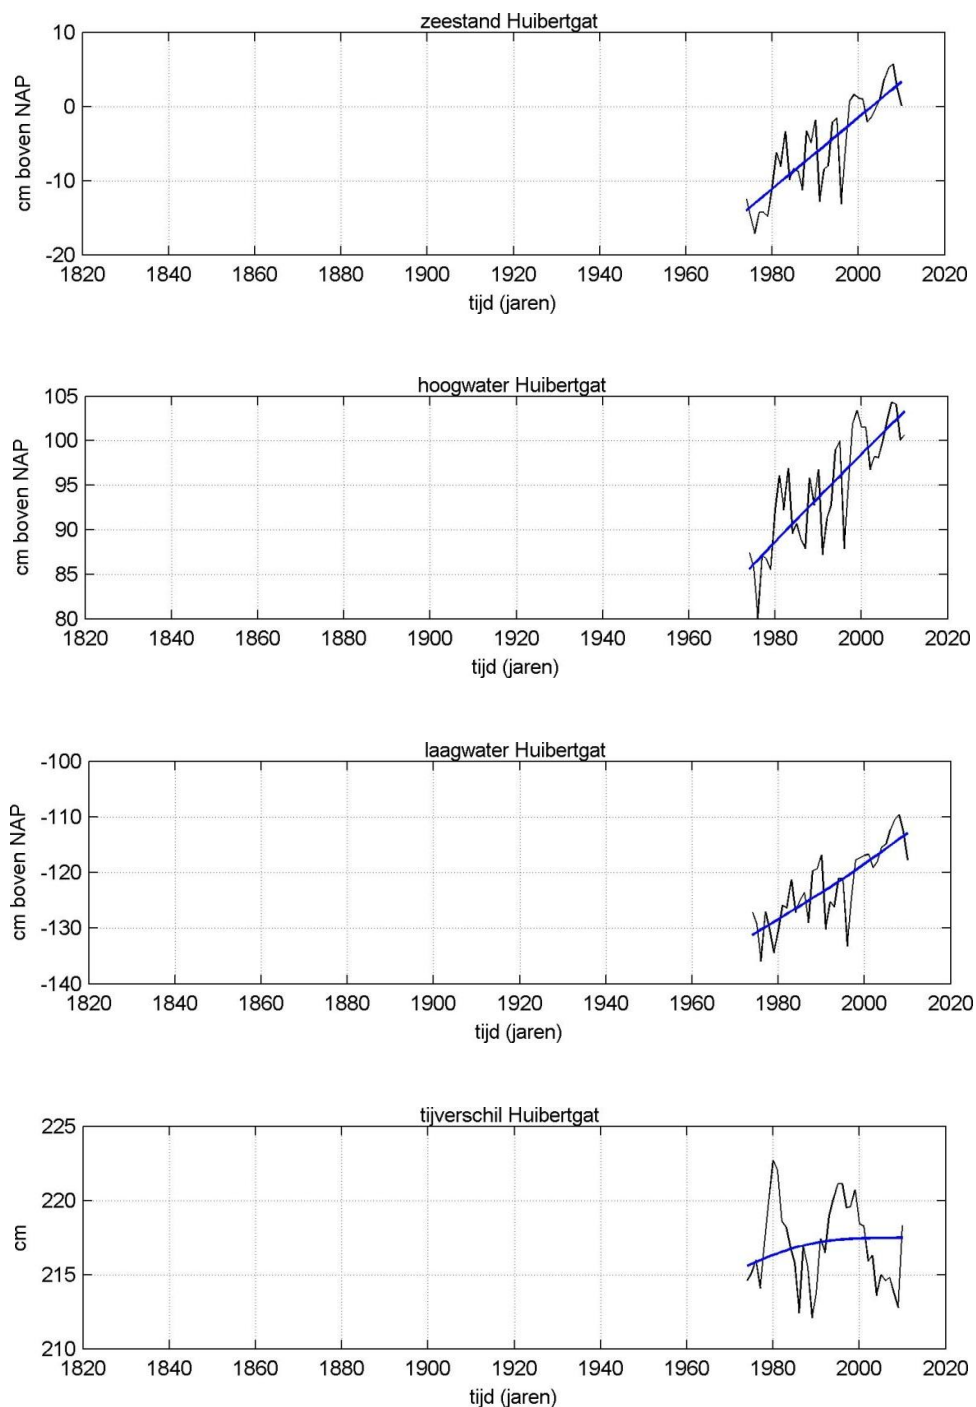 zeestand Huibertgat
10
0
-10
-20
cm boven NAP
1820 1840 1860 1880 1900 1920 1940 1960 1980 2000 2020
tijd (jaren)
hoogwater Huibertgat
105
100
95
90
85
80
cm boven NAP
1820 1840 1860 1880 1900 1920 1940 1960 1980 2000 2020
tijd (jaren)
laagwater Huibertgat
-100
-110
-120
-130
-140
cm boven NAP
1820 1840 1860 1880 1900 1920 1940 1960 1980 2000 2020
tijd (jaren)
tijverschil Huibertgat
225
220
215
210
cm
1820 1840 1860 1880 1900 1920 1940 1960 1980 2000 2020
tijd (jaren)